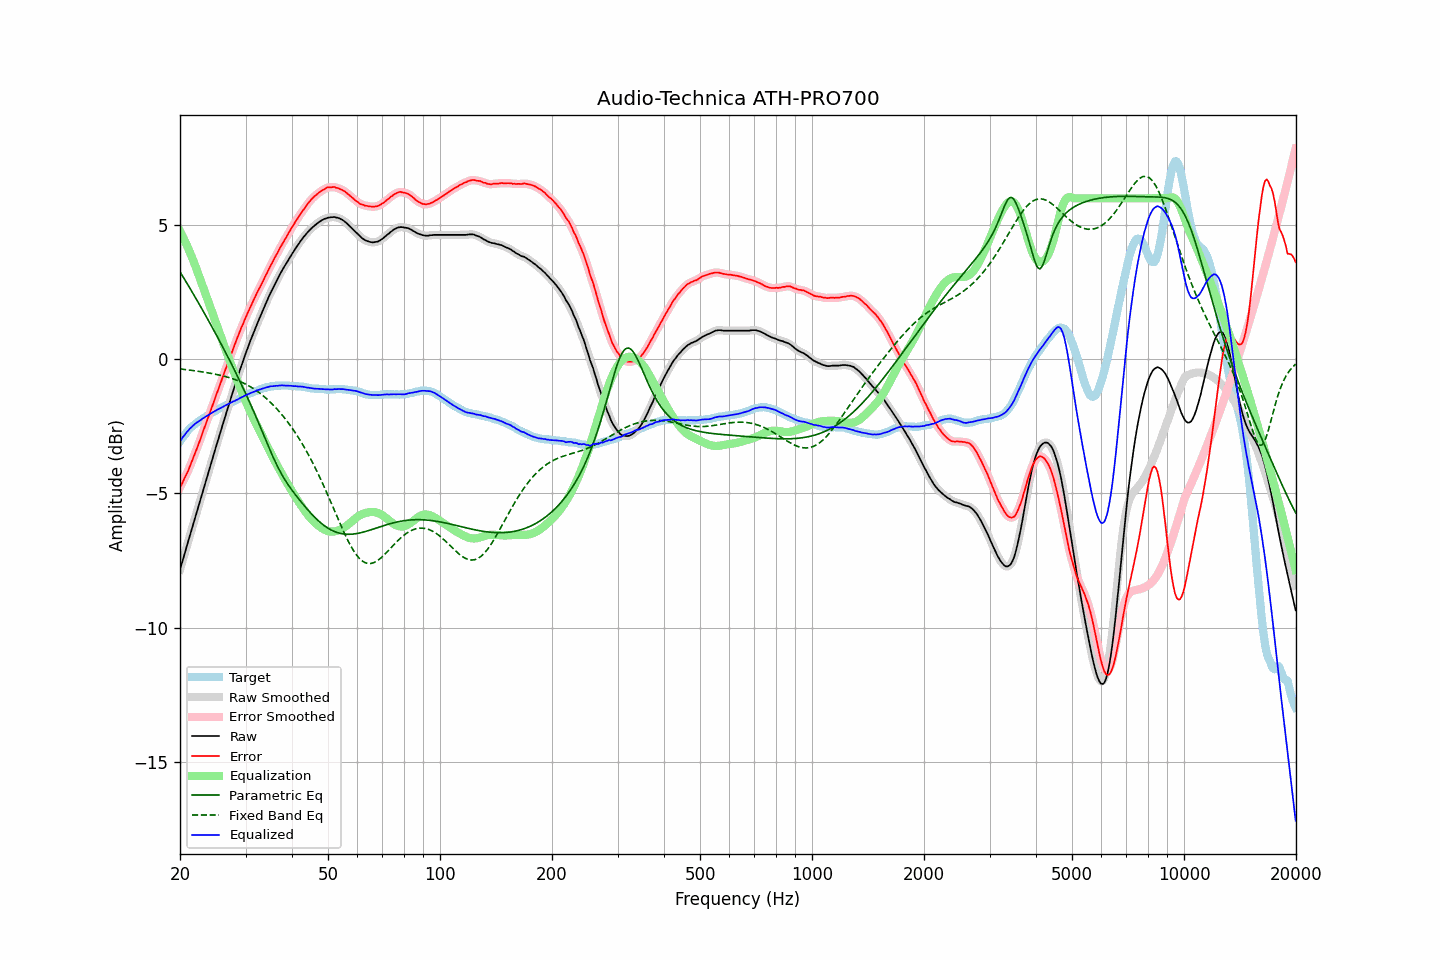 Audio-Technica ATH-PRO700
Amplitude (dBr)
5
0
−5
−10
−15
Target
Raw Smoothed
Error Smoothed
Raw
Error
Equalization
Parametric Eq
Fixed Band Eq
Equalized
20
50
100
200
500
1000
2000
5000
10000
20000
Frequency (Hz)